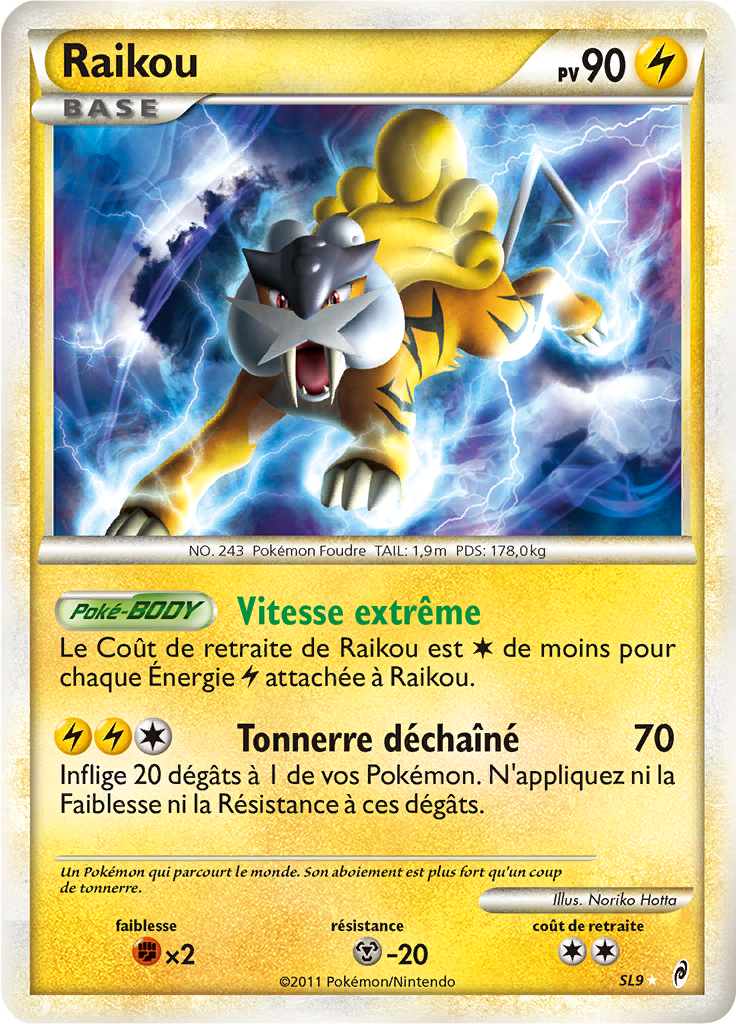 Raikou
PV 90
BASE
NO. 243 Pokémon Foudre TAIL: 1,9m PDS: 178,0kg
Poké-BODY Vitesse extrême
Le Coût de retraite de Raikou est de moins pour
chaque Énergie attachée à Raikou.
Tonnerre déchaîné 70
Inflige 20 dégâts à 1 de vos Pokémon. N'appliquez ni la
Faiblesse ni la Résistance à ces dégâts.
Un Pokémon qui parcourt le monde. Son aboiement est plus fort qu'un coup
de tonnerre.
Illus. Noriko Hotta
faiblesse résistance coût de retraite
×2 -20
©2011 Pokémon/Nintendo
SL9